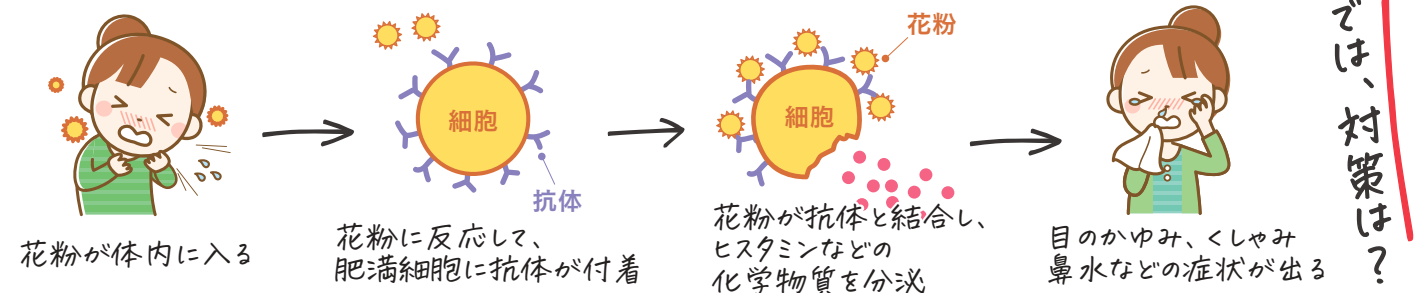 花粉が体内に入る
細胞
抗体
花粉に反応して、
肥満細胞に抗体が付着
花粉
細胞
花粉が抗体と結合し、
ヒスタミンなどの
化学物質を分泌
目のかゆみ、くしゃみ
鼻水などの症状が出る
では、対策は？